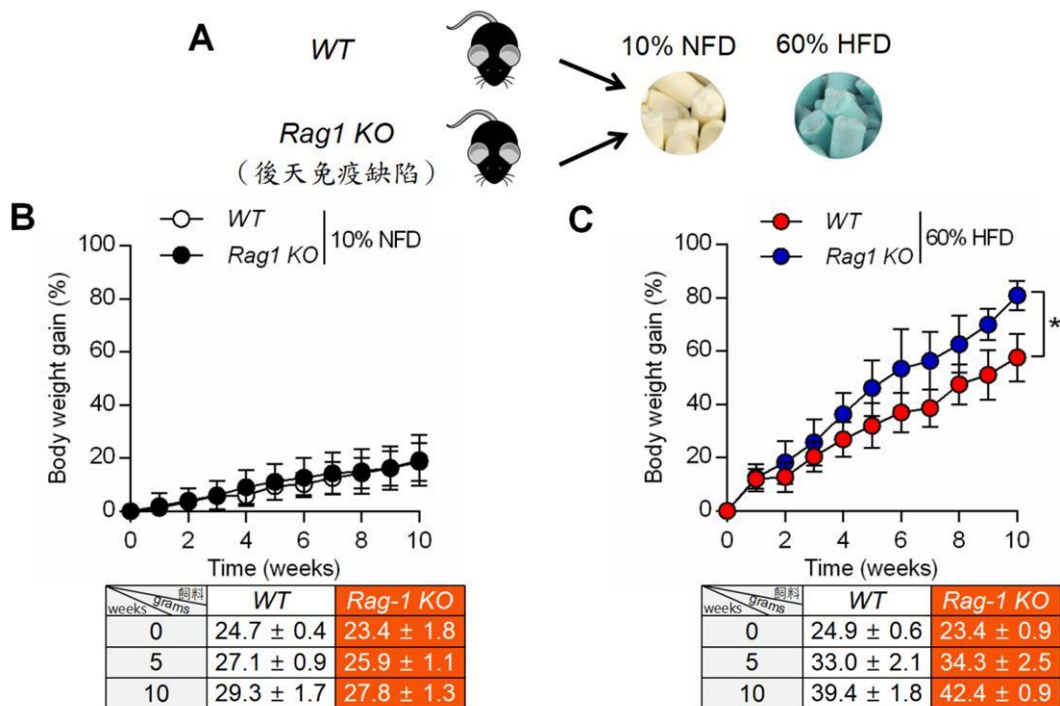 A
WT
10% NFD 60% HFD
Rag1 KO
(後天免疫缺陷)
B
WT
Rag1 KO
10% NFD
Body weight gain (%)
100
80
60
40
20
0
0 2 4 6 8 10
Time (weeks)
飼料
grams
weeks
WT Rag-1 KO
0 24.7 ± 0.4 23.4 ± 1.8
5 27.1 ± 0.9 25.9 ± 1.1
10 29.3 ± 1.7 27.8 ± 1.3
C
WT
Rag1 KO
60% HFD
Body weight gain (%)
100
80
60
40
20
0
*
0 2 4 6 8 10
Time (weeks)
飼料
grams
weeks
WT Rag-1 KO
0 24.9 ± 0.6 23.4 ± 0.9
5 33.0 ± 2.1 34.3 ± 2.5
10 39.4 ± 1.8 42.4 ± 0.9